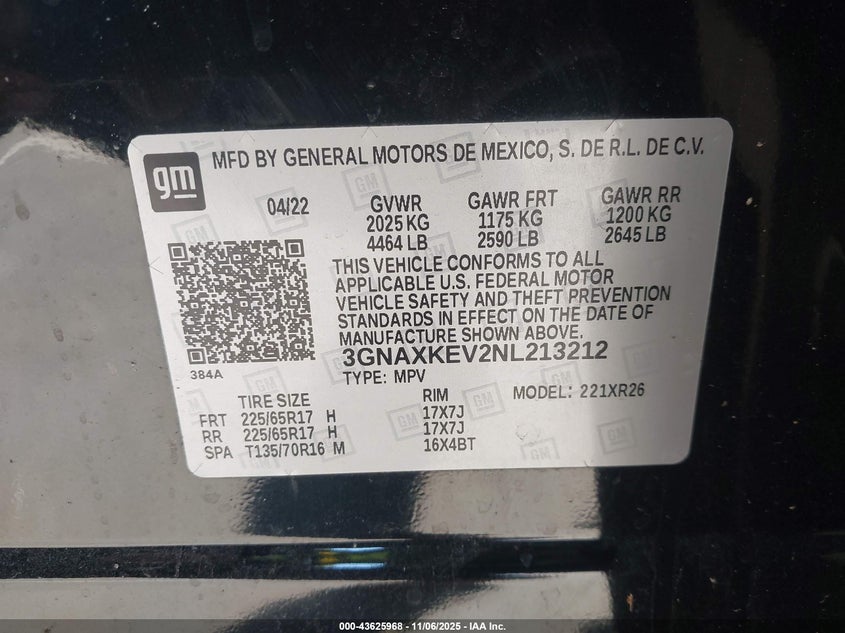 gm
MFD BY GENERAL MOTORS DE MEXICO, S. DE R.L. DE C.V.
04/22 GVWR GAWR FRT GAWR RR
2025 KG 1175 KG 1200 KG
4464 LB 2590 LB 2645 LB
THIS VEHICLE CONFORMS TO ALL
APPLICABLE U.S. FEDERAL MOTOR
VEHICLE SAFETY AND THEFT PREVENTION
STANDARDS IN EFFECT ON THE DATE OF
MANUFACTURE SHOWN ABOVE.
3GNAXKEV2NL213212
384A
TYPE: MPV MODEL: 221XR26
TIRE SIZE RIM
FRT 225/65R17 H 17X7J
RR 225/65R17 H 17X7J
SPA T135/70R16 M 16X4BT
000-43625968 - 11/06/2025 - IAA Inc.